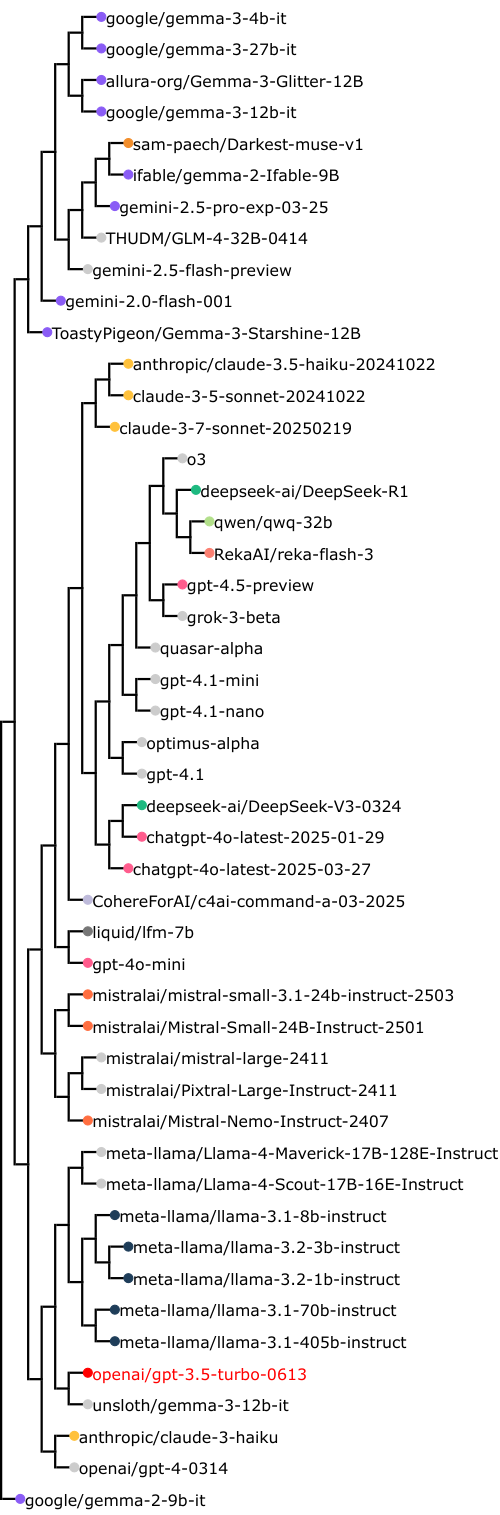 google/gemma-3-4b-it
google/gemma-3-27b-it
allura-org/Gemma-3-Glitter-12B
google/gemma-3-12b-it
sam-paech/Darkest-muse-v1
ifable/gemma-2-Ifable-9B
gemini-2.5-pro-exp-03-25
THUDM/GLM-4-32B-0414
gemini-2.5-flash-preview
gemini-2.0-flash-001
ToastyPigeon/Gemma-3-Starshine-12B
anthropic/claude-3.5-haiku-20241022
claude-3-5-sonnet-20241022
claude-3-7-sonnet-20250219
o3
deepseek-ai/DeepSeek-R1
qwen/qwq-32b
RekaAI/reka-flash-3
gpt-4.5-preview
grok-3-beta
quasar-alpha
gpt-4.1-mini
gpt-4.1-nano
optimus-alpha
gpt-4.1
deepseek-ai/DeepSeek-V3-0324
chatgpt-4o-latest-2025-01-29
chatgpt-4o-latest-2025-03-27
CohereForAI/c4ai-command-a-03-2025
liquid/lfm-7b
gpt-4o-mini
mistralai/mistral-small-3.1-24b-instruct-2503
mistralai/Mistral-Small-24B-Instruct-2501
mistralai/mistral-large-2411
mistralai/Pixtral-Large-Instruct-2411
mistralai/Mistral-Nemo-Instruct-2407
meta-llama/Llama-4-Maverick-17B-128E-Instruct
meta-llama/Llama-4-Scout-17B-16E-Instruct
meta-llama/llama-3.1-8b-instruct
meta-llama/llama-3.2-3b-instruct
meta-llama/llama-3.2-1b-instruct
meta-llama/llama-3.1-70b-instruct
meta-llama/llama-3.1-405b-instruct
openai/gpt-3.5-turbo-0613
unsloth/gemma-3-12b-it
anthropic/claude-3-haiku
openai/gpt-4-0314
google/gemma-2-9b-it